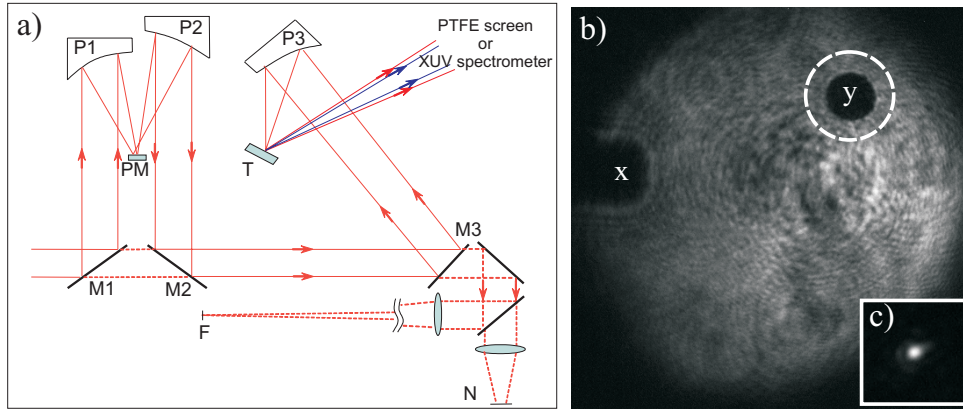 a)
P1
P2
P3
PTFE screen
or
XUV spectrometer
PM
T
M3
M1
M2
F
N
b)
y
x
c)